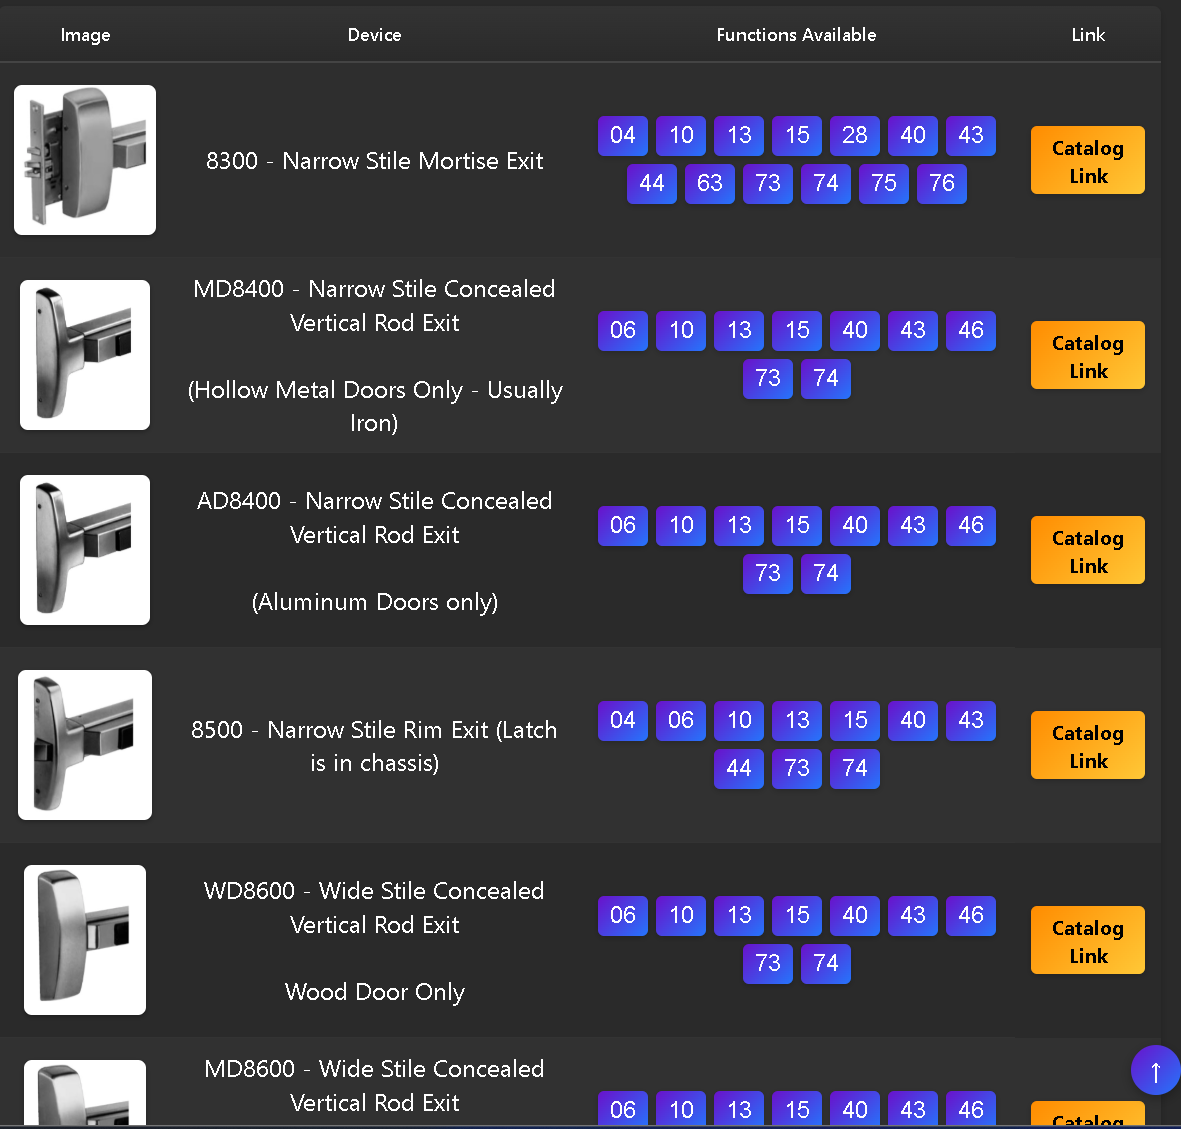 Image Device Functions Available Link
8300 - Narrow Stile Mortise Exit
04 10 13 15 28 40 43
44 63 73 74 75 76
Catalog
Link
MD8400 - Narrow Stile Concealed
Vertical Rod Exit
(Hollow Metal Doors Only - Usually
Iron)
06 10 13 15 40 43 46
73 74
Catalog
Link
AD8400 - Narrow Stile Concealed
Vertical Rod Exit
(Aluminum Doors only)
06 10 13 15 40 43 46
73 74
Catalog
Link
8500 - Narrow Stile Rim Exit (Latch
is in chassis)
04 06 10 13 15 40 43
44 73 74
Catalog
Link
WD8600 - Wide Stile Concealed
Vertical Rod Exit
Wood Door Only
06 10 13 15 40 43 46
73 74
Catalog
Link
MD8600 - Wide Stile Concealed
Vertical Rod Exit
06 10 13 15 40 43 46
Catalog
↑